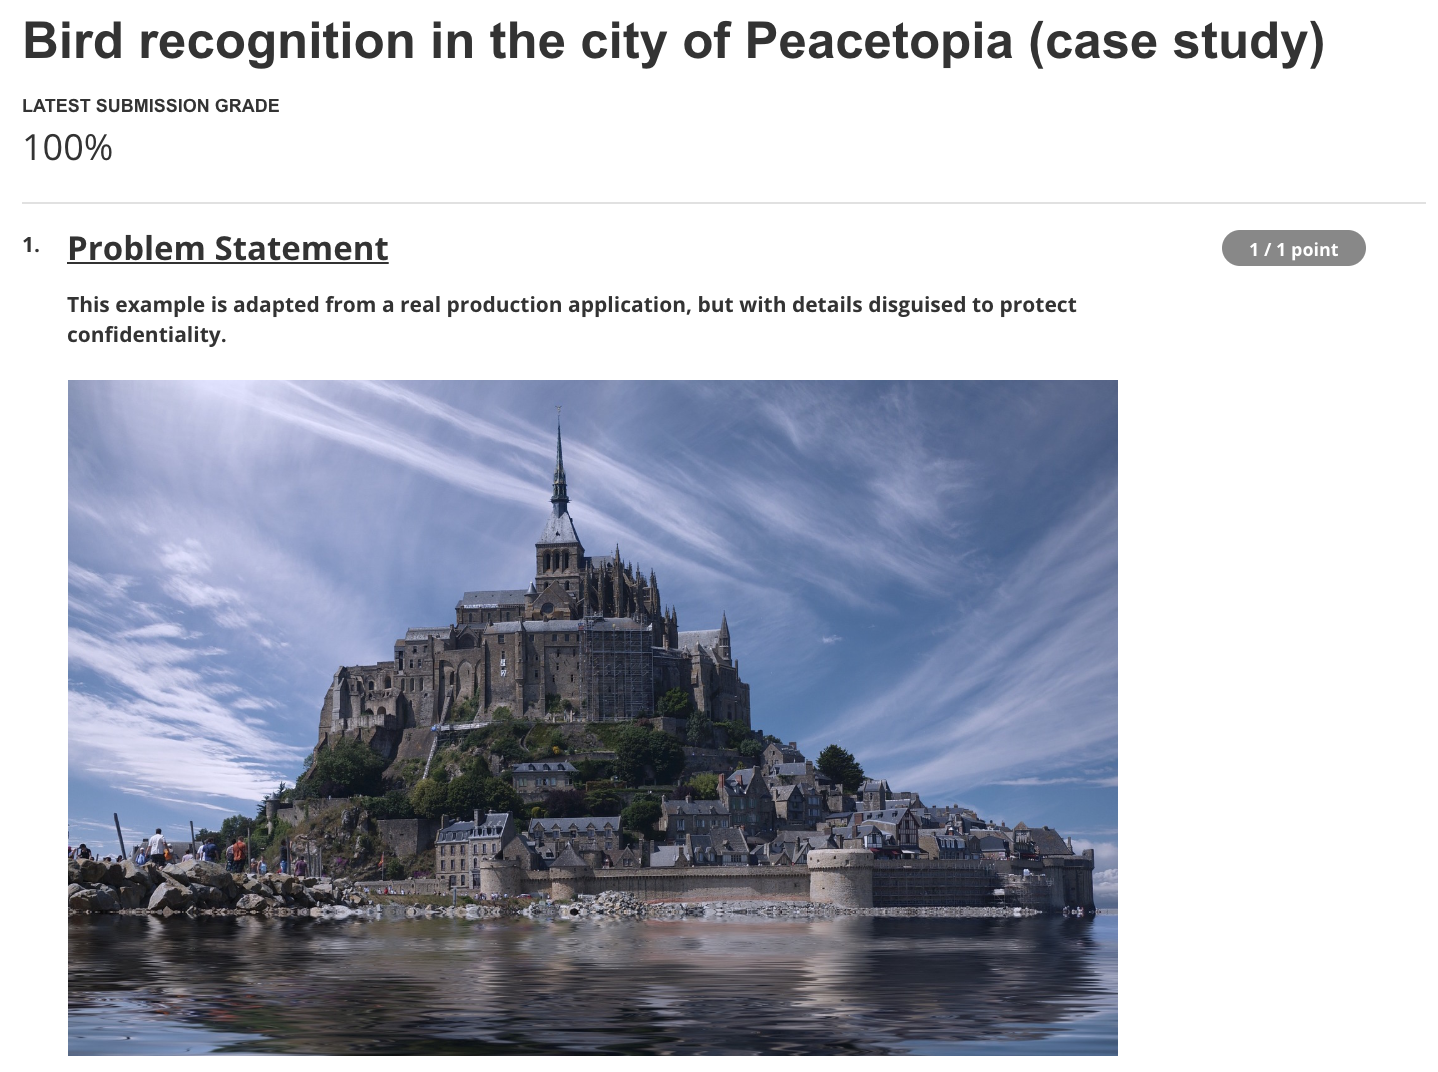 Bird recognition in the city of Peacetopia (case study)
LATEST SUBMISSION GRADE
100%
1. Problem Statement
1 / 1 point
This example is adapted from a real production application, but with details disguised to protect
confidentiality.